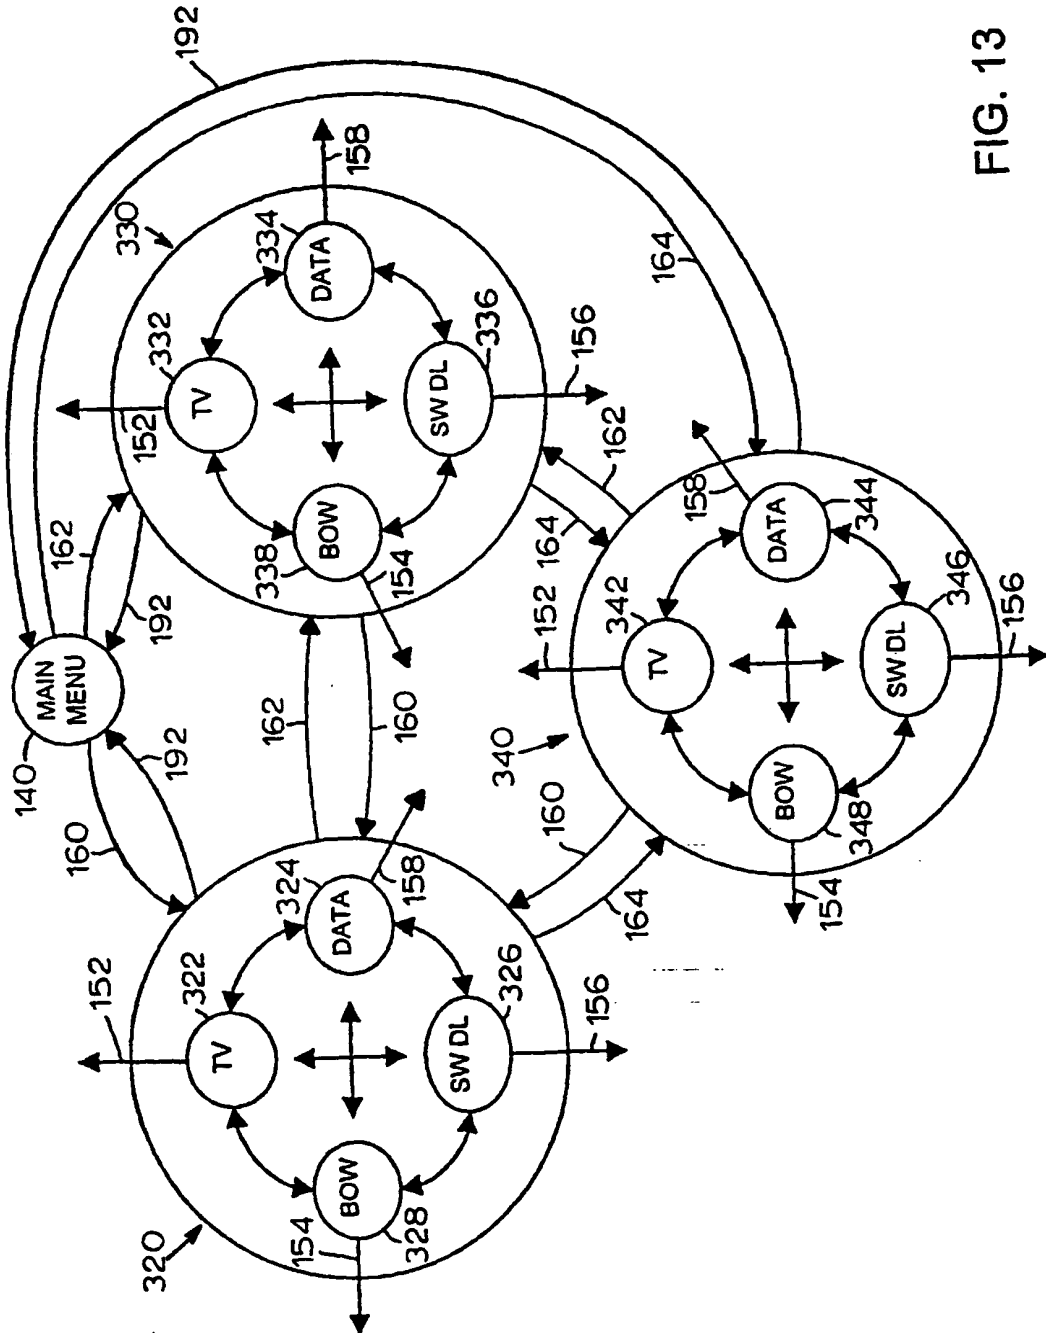 192
MAIN
MENU
140
162
192
160
192
330
152
TV
332
DATA
334
158
SW DL
336
156
BOW
338
154
162
160
164
162
164
320
152
TV
322
DATA
324
158
SW DL
326
156
BOW
328
154
160
164
340
152
TV
342
DATA
344
158
SW DL
346
156
BOW
348
154
FIG. 13